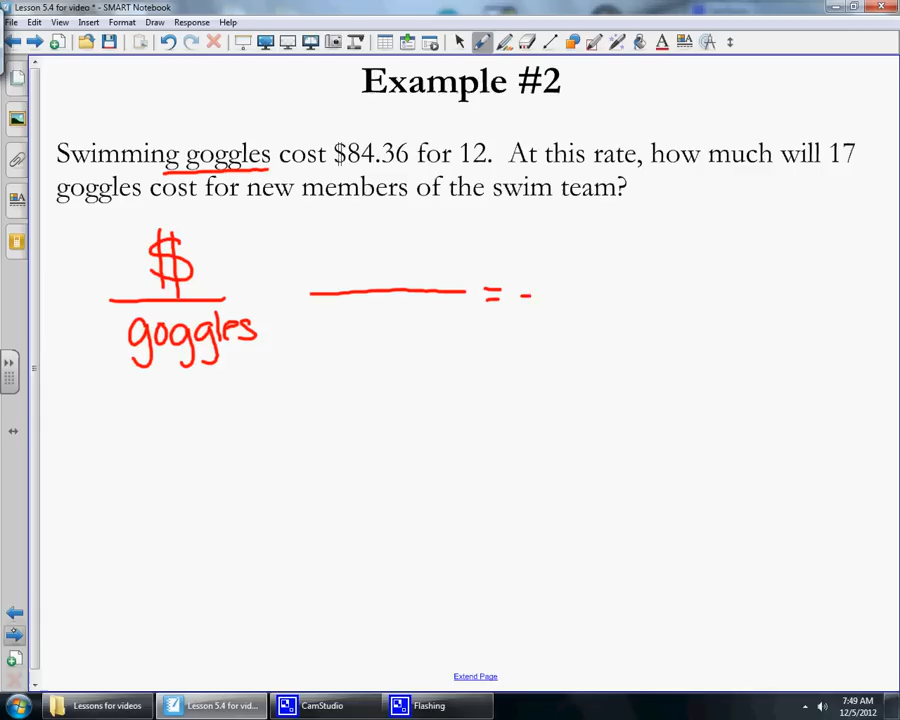 Lesson 5.4 for video * - SMART Notebook
File Edit View Insert Format Draw Response Help
Example #2
Swimming goggles cost $84.36 for 12. At this rate, how much will 17
goggles cost for new members of the swim team?
$
goggles
=
-
Extend Page
Lessons for videos
Lesson 5.4 for vid...
CamStudio
Flashing
7:49 AM
12/5/2012